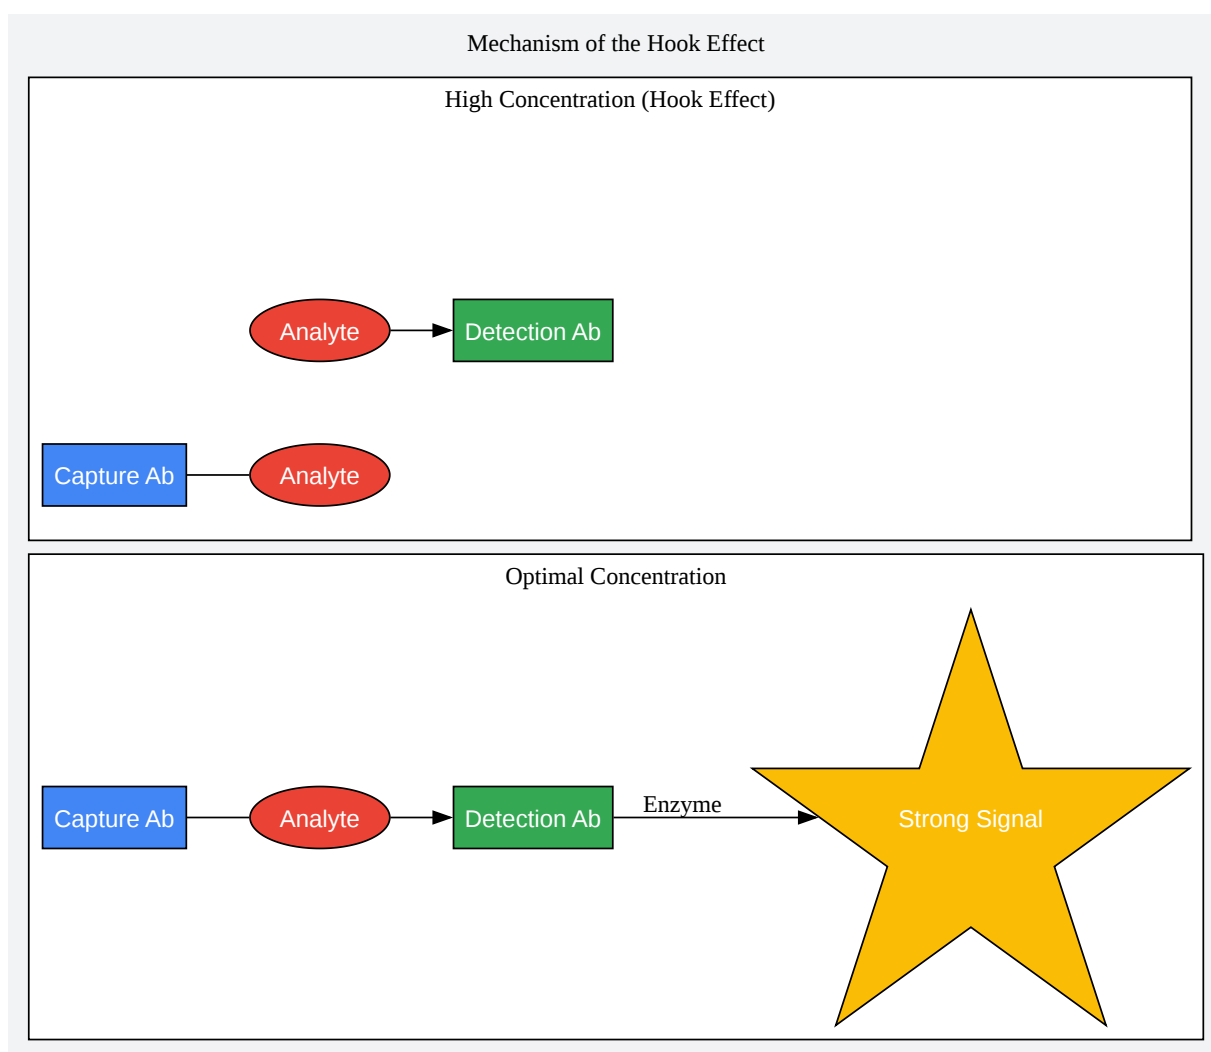 Mechanism of the Hook Effect
High Concentration (Hook Effect)
Analyte
Detection Ab
Capture Ab
Analyte
Optimal Concentration
Capture Ab
Analyte
Detection Ab
Enzyme
Strong Signal